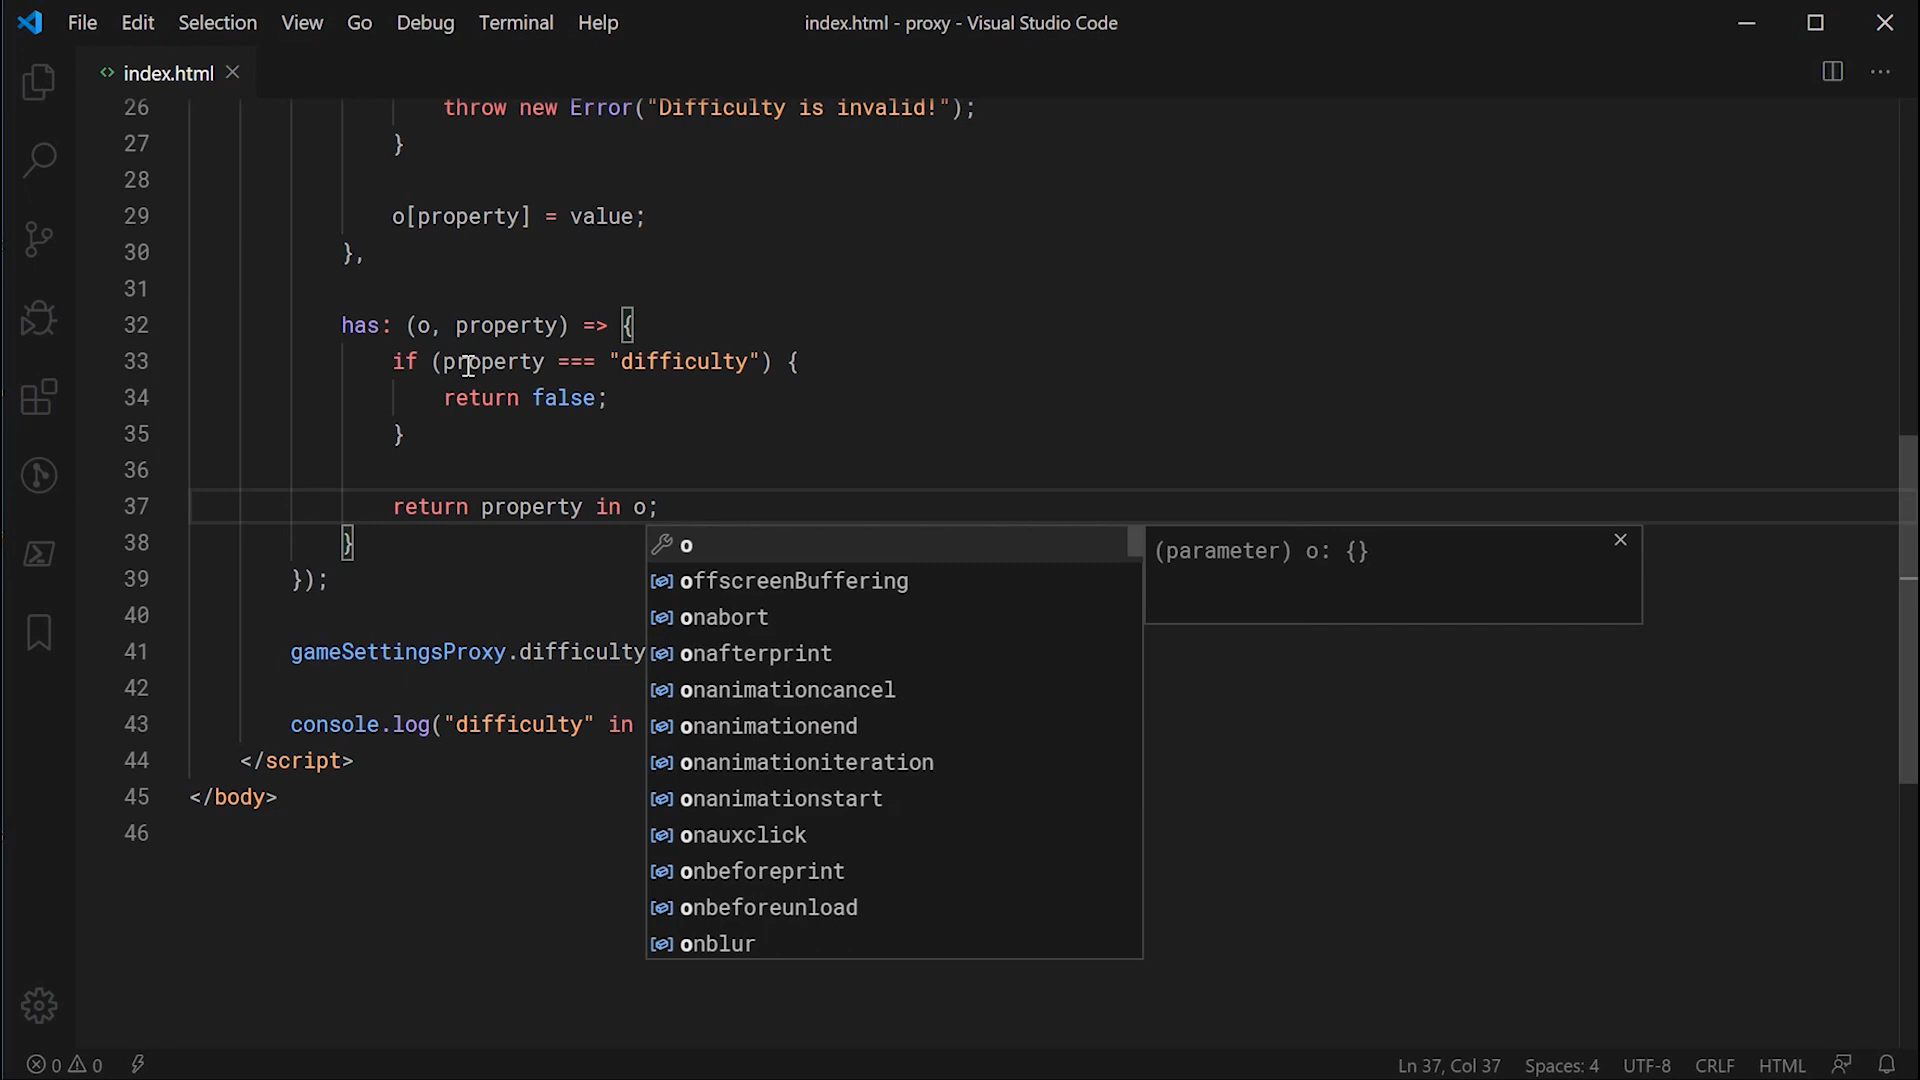 File Edit Selection View Go Debug Terminal Help index.html - proxy - Visual Studio Code
index.html
26 throw new Error("Difficulty is invalid!");
27 }
28
29 o[property] = value;
30 },
31
32 has: (o, property) => {
33 if (property === "difficulty") {
34 return false;
35 }
36
37 return property in o;
38 }
39 });
40
41 gameSettingsProxy.difficulty
42
43 console.log("difficulty" in
44 </script>
45 </body>
46
o
(parameter) o: {}
offscreenBuffering
onabort
onafterprint
onanimationcancel
onanimationend
onanimationiteration
onanimationstart
onauxclick
onbeforeprint
onbeforeunload
onblur
0 0 Ln 37, Col 37 Spaces: 4 UTF-8 CRLF HTML